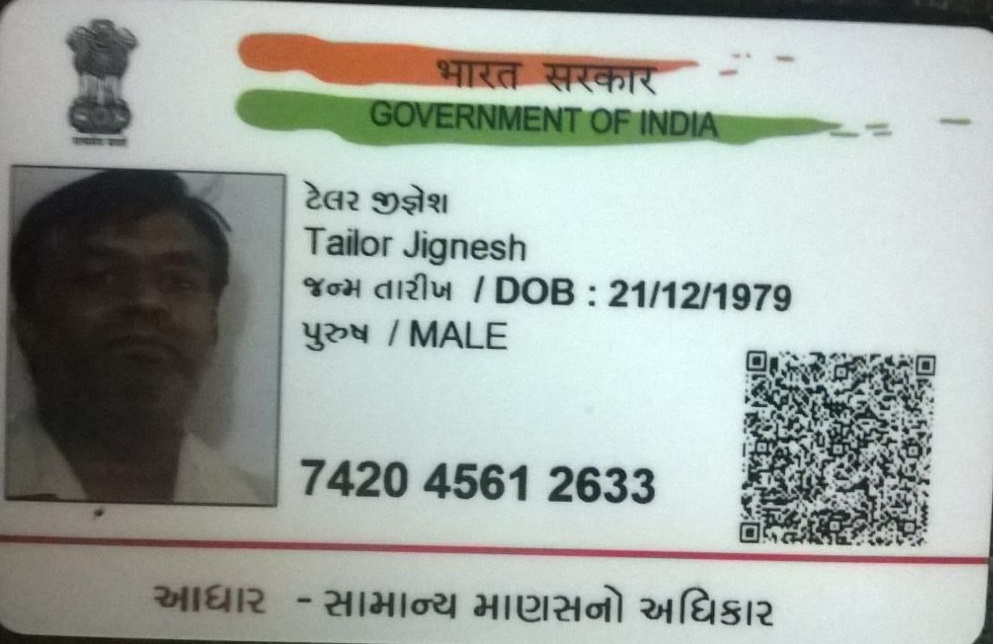 भारत सरकार
GOVERNMENT OF INDIA
ટેલર જીજ્ઞેશ
Tailor Jignesh
જન્મ તારીખ / DOB : 21/12/1979
પુરુષ / MALE
7420 4561 2633
આધાર - સામાન્ય માણસનો અધિકાર